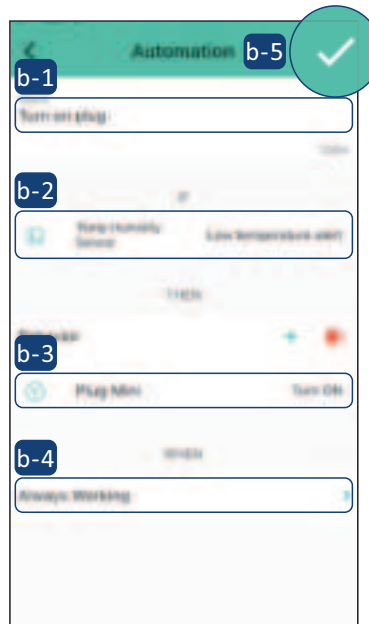 Automation b-5
b-1
Turn on plug
b-2
IF
Temp Humidity Low temperature alert
Sensor
THEN
b-3
Plug Mini Turn ON
b-4
WHEN
Always Working